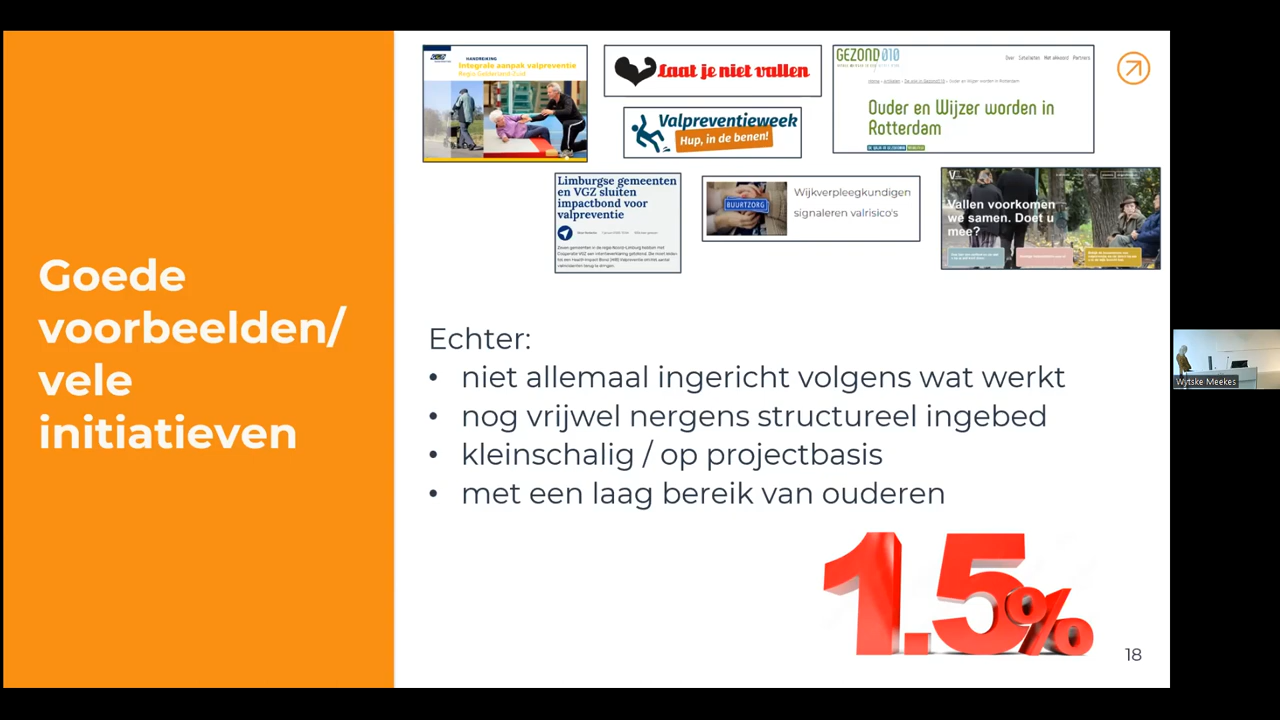 Goede
voorbeelden/
vele
initiatieven
HANDREIKING
Integrale aanpak valpreventie
Regio Gelderland-Zuid
Laat je niet vallen
Valpreventieweek
Hup, in de benen!
GEZOND010
Over
Partners
Ouder en Wijzer worden in
Rotterdam
Limburgse gemeenten
en VGZ sluiten
impactbond voor
valpreventie
BUURTZORG
Wijkverpleegkundigen
signaleren valrisico's
Vallen voorkomen
we samen. Doet u
mee?
Echter:
• niet allemaal ingericht volgens wat werkt
• nog vrijwel nergens structureel ingebed
• kleinschalig / op projectbasis
• met een laag bereik van ouderen
1.5%
18
Wytske Meekes